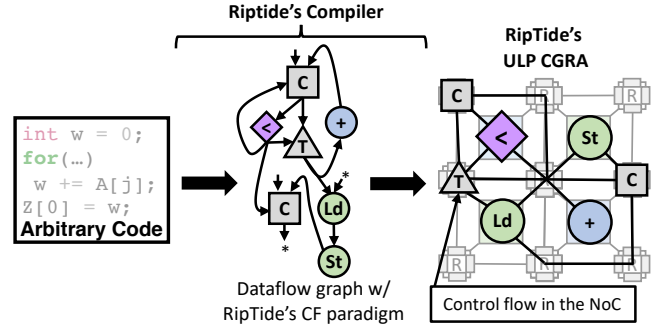 Riptide's Compiler
RipTide's
ULP CGRA
int w = 0;
for(…)
w += A[j];
Z[0] = w;
Arbitrary Code
C
<
+
T
*
C
Ld
*
St
Dataflow graph w/
RipTide's CF paradigm
C
R
R
<
St
T
C
Ld
+
R
R
R
Control flow in the NoC